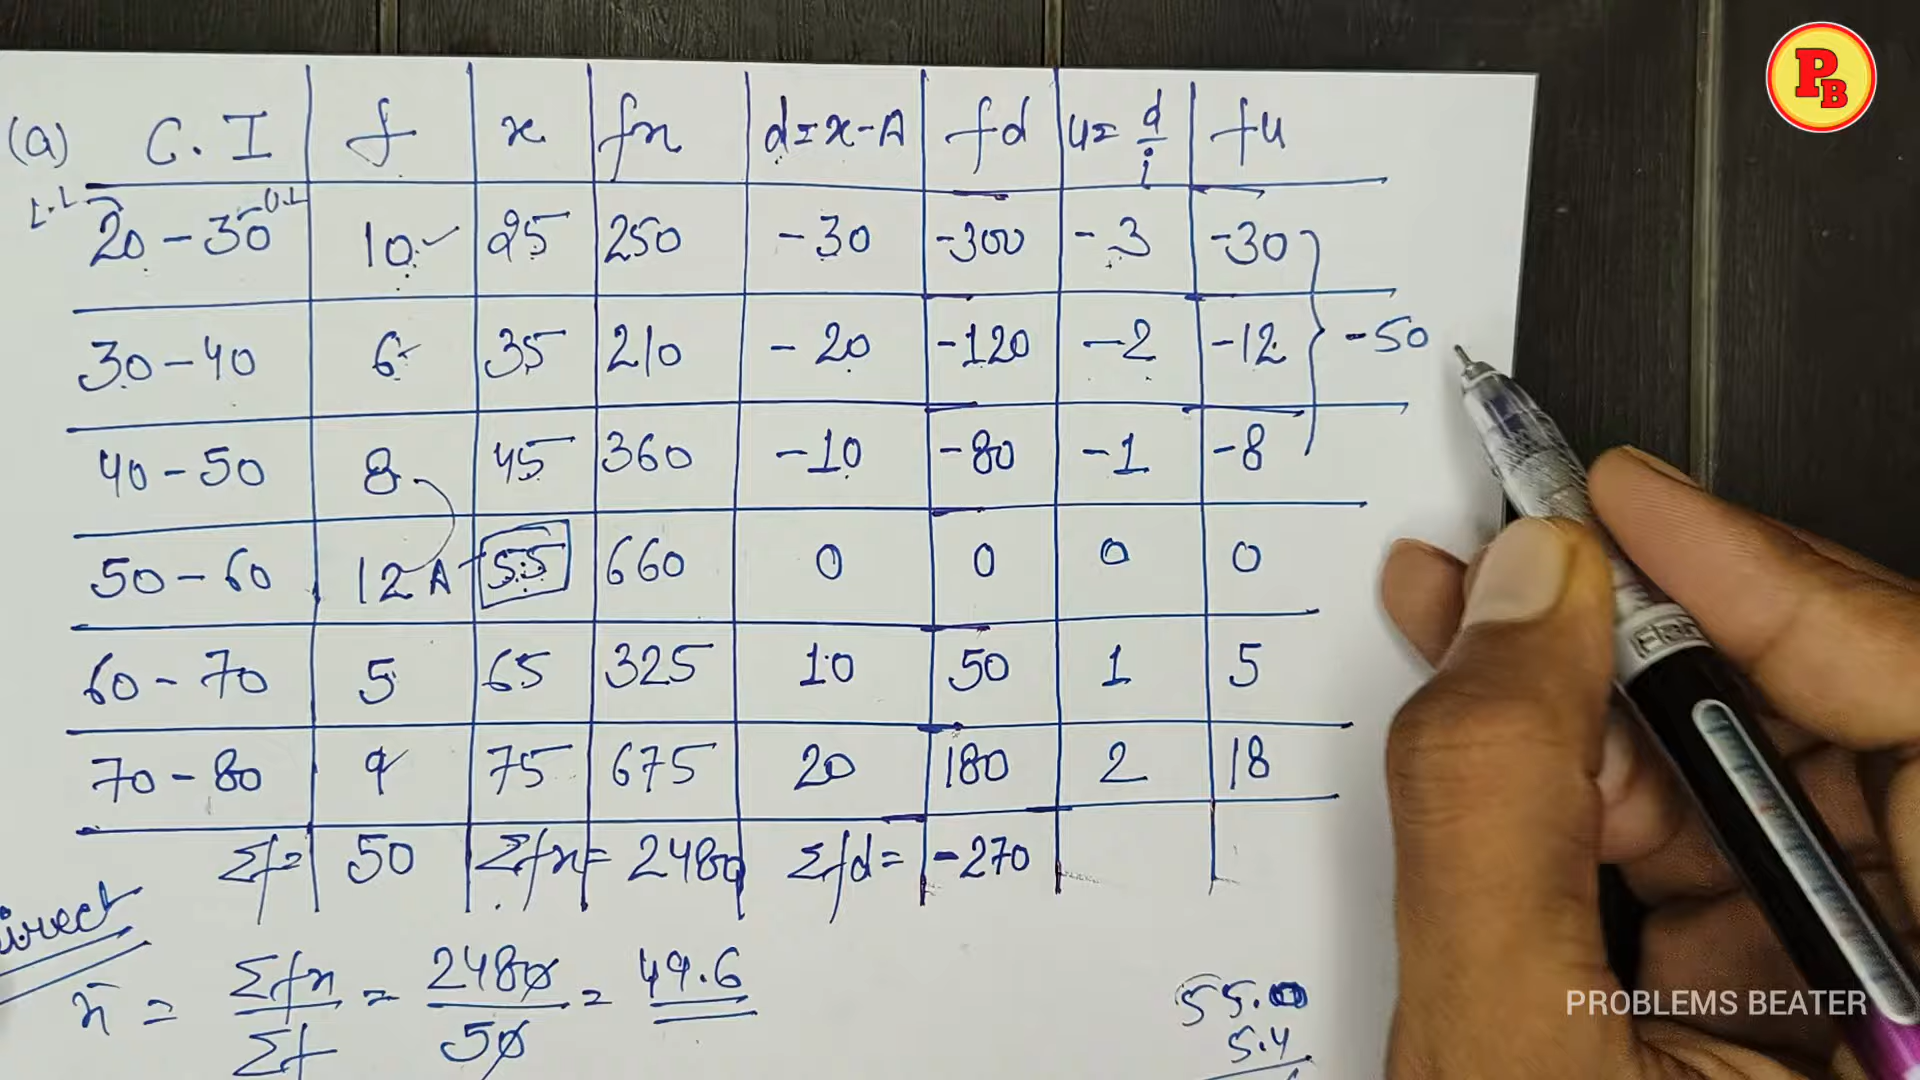 PB
(a) C.I f x fx d=x-A fd u=d/i fu
L.L U.L
20-30 10 25 250 -30 -300 -3 -30
30-40 6 35 210 -20 -120 -2 -12 -50
40-50 8 45 360 -10 -80 -1 -8
50-60 12 A 55 660 0 0 0 0
60-70 5 65 325 10 50 1 5
70-80 9 75 675 20 180 2 18
Σf= 50 Σfx= 2480 Σfd= -270
x̄ = Σfx/Σf = 2480/50 = 49.6
55.0
5.4
PROBLEMS BEATER